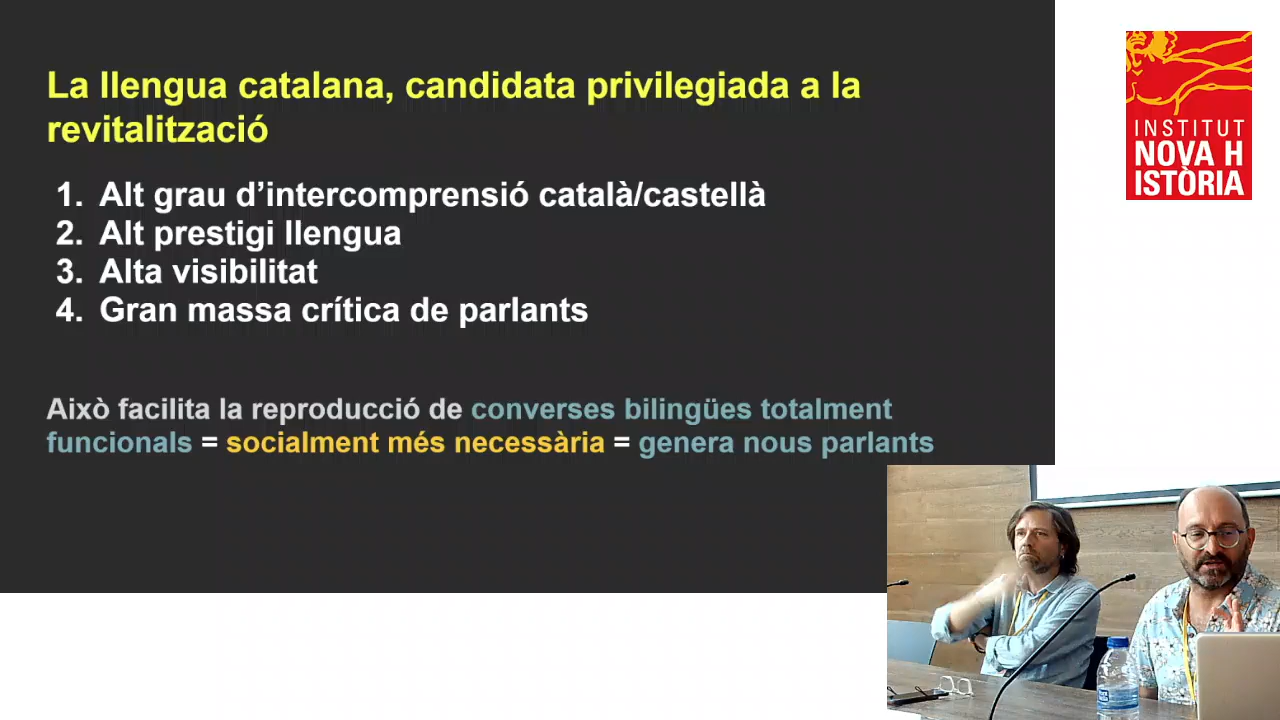 La llengua catalana, candidata privilegiada a la
revitalització
1. Alt grau d’intercomprensió català/castellà
2. Alt prestigi llengua
3. Alta visibilitat
4. Gran massa crítica de parlants
Això facilita la reproducció de converses bilingües totalment
funcionals = socialment més necessària = genera nous parlants
INSTITUT
NOVA H
ISTÒRIA